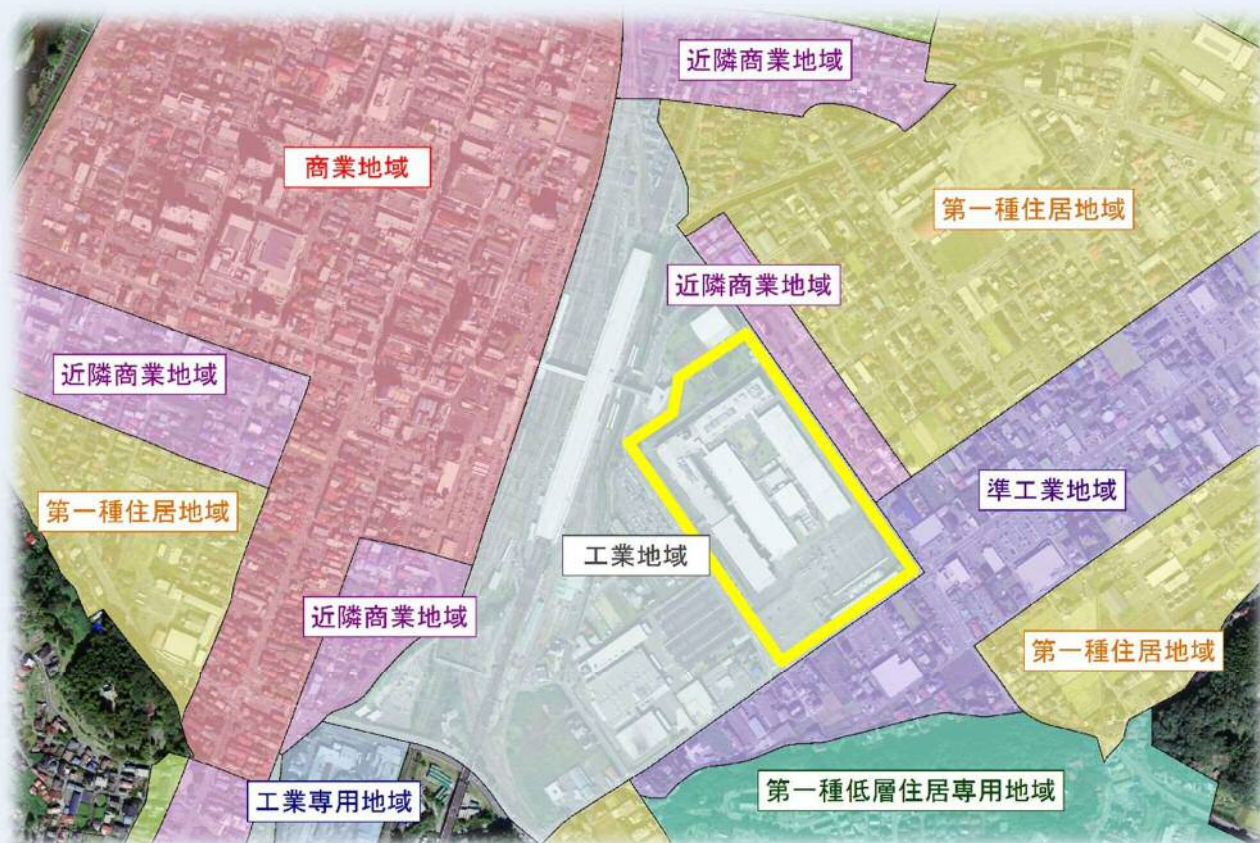 近隣商業地域
商業地域
第一種住居地域
近隣商業地域
近隣商業地域
第一種住居地域
準工業地域
工業地域
近隣商業地域
第一種住居地域
工業専用地域
第一種低層住居専用地域